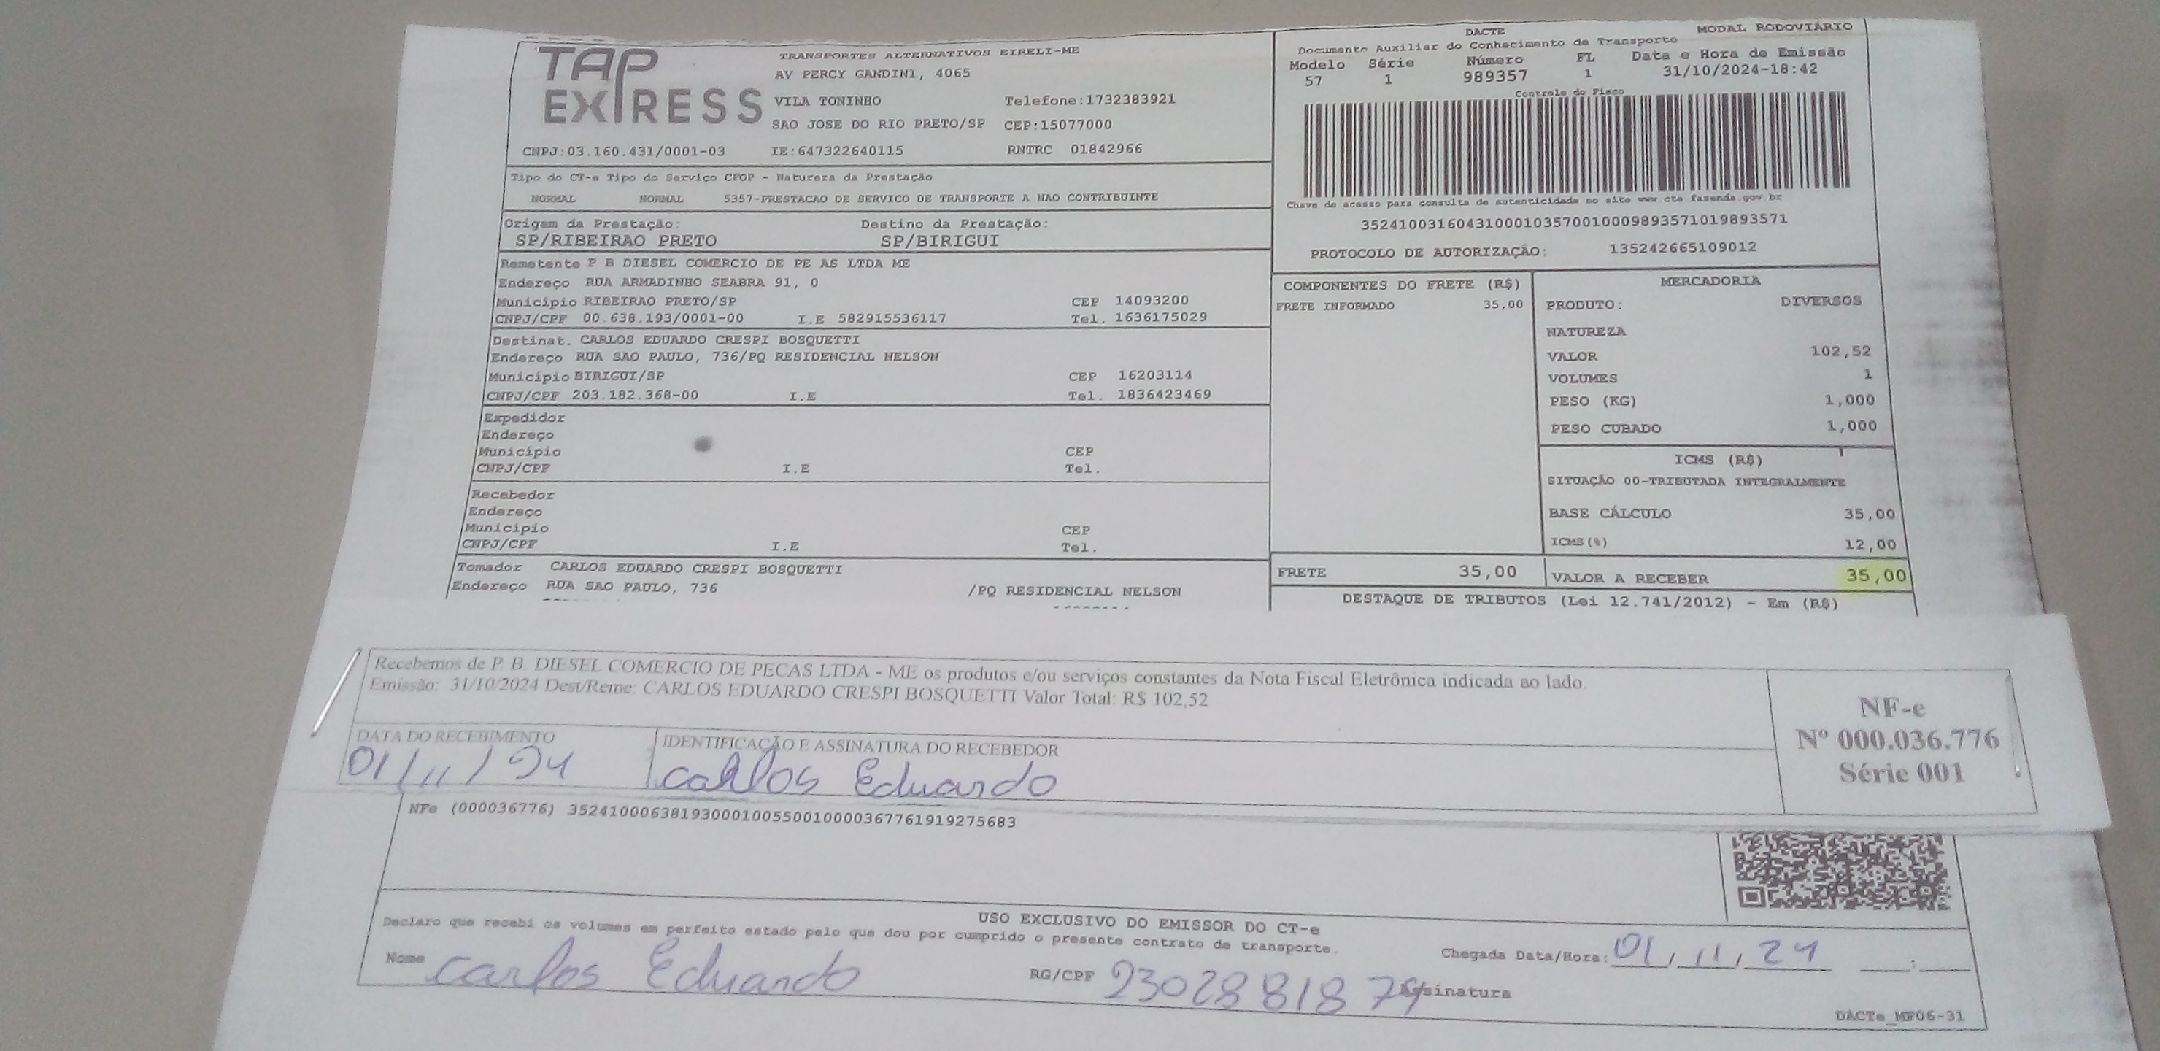 TAP EXPRESS
TRANSPORTES ALTERNATIVOS EIRELI-ME
AV PERCY GANDINI, 4065
VILA TONINHO Telefone:1732383921
SAO JOSE DO RIO PRETO/SP CEP:15077000
CNPJ:03.160.431/0001-03 IE:647322640115 RNTRC 01842966
Tipo do CT-e Tipo do Serviço CFOP - Natureza da Prestação
NORMAL NORMAL 5357-PRESTACAO DE SERVICO DE TRANSPORTE A NAO CONTRIBUINTE
Origem da Prestação: Destino da Prestação:
SP/RIBEIRAO PRETO SP/BIRIGUI
Remetente P B DIESEL COMERCIO DE PE AS LTDA ME
Endereço RUA ARMADINHO SEABRA 91, 0
Município RIBEIRAO PRETO/SP CEP 14093200
CNPJ/CPF 00.638.193/0001-00 I.E 582915536117 Tel. 1636175029
Destinat. CARLOS EDUARDO CRESPI BOSQUETTI
Endereço RUA SAO PAULO, 736/PQ RESIDENCIAL NELSON
Município BIRIGUI/SP CEP 16203114
CNPJ/CPF 203.182.368-00 I.E Tel. 1836423469
Expedidor
Endereço
Município CEP
CNPJ/CPF I.E Tel.
Recebedor
Endereço
Município CEP
CNPJ/CPF I.E Tel.
Tomador CARLOS EDUARDO CRESPI BOSQUETTI
Endereço RUA SAO PAULO, 736 /PQ RESIDENCIAL NELSON
DACTE MODAL RODOVIÁRIO
Documento Auxiliar do Conhecimento de Transporte
Modelo Série Número FL Data e Hora de Emissão
57 1 989357 1 31/10/2024-18:42
Controle do Fisco
Chave de acesso para consulta de autenticidade no site www.cte fazenda.gov.br
35241003160431000103570010009893571019893571
PROTOCOLO DE AUTORIZAÇÃO: 135242665109012
COMPONENTES DO FRETE (R$)
FRETE INFORMADO 35,00
MERCADORIA
PRODUTO: DIVERSOS
NATUREZA
VALOR 102,52
VOLUMES 1
PESO (KG) 1,000
PESO CUBADO 1,000
ICMS (R$)
SITUAÇÃO 00-TRIBUTADA INTEGRALMENTE
BASE CÁLCULO 35,00
ICMS(%) 12,00
FRETE 35,00 VALOR A RECEBER 35,00
DESTAQUE DE TRIBUTOS (Lei 12.741/2012) - Em (R$)
Recebemos de P. B. DIESEL COMERCIO DE PECAS LTDA - ME os produtos e/ou serviços constantes da Nota Fiscal Eletrônica indicada ao lado.
Emissão: 31/10/2024 Dest/Reme: CARLOS EDUARDO CRESPI BOSQUETTI Valor Total: R$ 102,52
NF-e
Nº 000.036.776
Série 001
DATA DO RECEBIMENTO IDENTIFICAÇÃO E ASSINATURA DO RECEBEDOR
01/11/24 Carlos Eduardo
NFe (000036776) 35241000638193000100550010000367761919275683
USO EXCLUSIVO DO EMISSOR DO CT-e
Declaro que recebi os volumes em perfeito estado pelo que dou por cumprido o presente contrato de transporte.
Chegada Data/Hora: 01/11/24 :
Nome Carlos Eduardo RG/CPF 23028818 Assinatura
DACTe_MF06-31